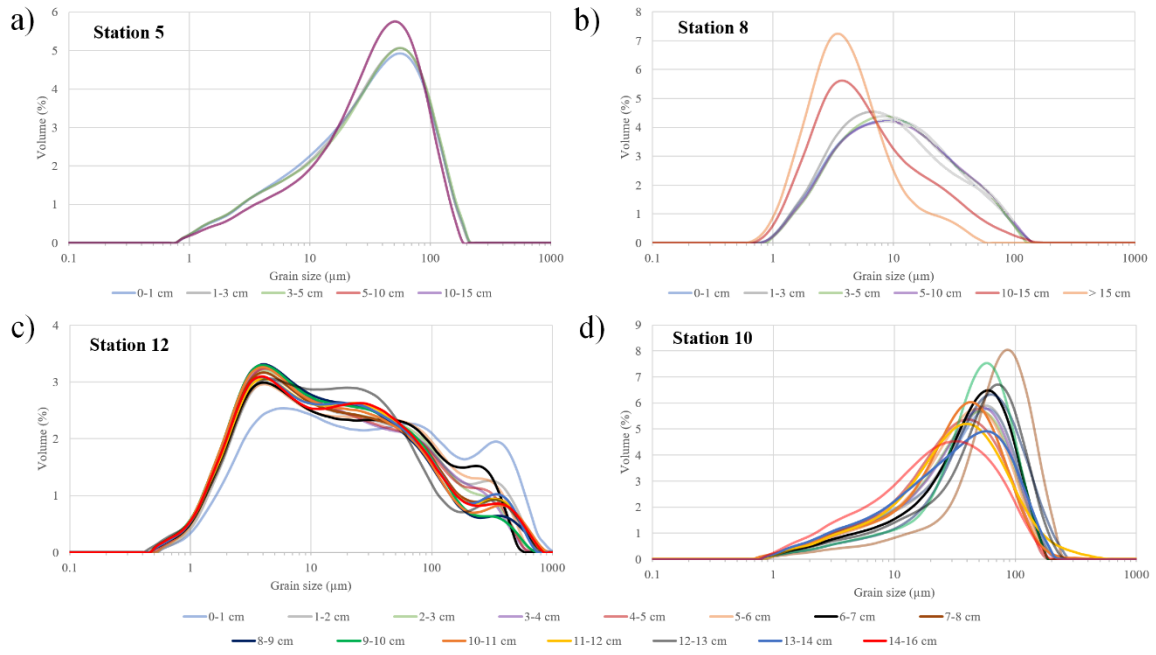 a)
Station 5
6
5
4
3
2
1
0
Volume (%)
0.1 1 10 100 1000
Grain size (µm)
0-1 cm 1-3 cm 3-5 cm 5-10 cm 10-15 cm
b)
Station 8
8
7
6
5
4
3
2
1
0
Volume (%)
0.1 1 10 100 1000
Grain size (µm)
0-1 cm 1-3 cm 3-5 cm 5-10 cm 10-15 cm > 15 cm
c)
Station 12
4
3
2
1
0
Volume (%)
0.1 1 10 100 1000
Grain size (µm)
d)
Station 10
9
8
7
6
5
4
3
2
1
0
Volume (%)
0.1 1 10 100 1000
Grain size (µm)
0-1 cm 1-2 cm 2-3 cm 3-4 cm 4-5 cm 5-6 cm 6-7 cm 7-8 cm
8-9 cm 9-10 cm 10-11 cm 11-12 cm 12-13 cm 13-14 cm 14-16 cm